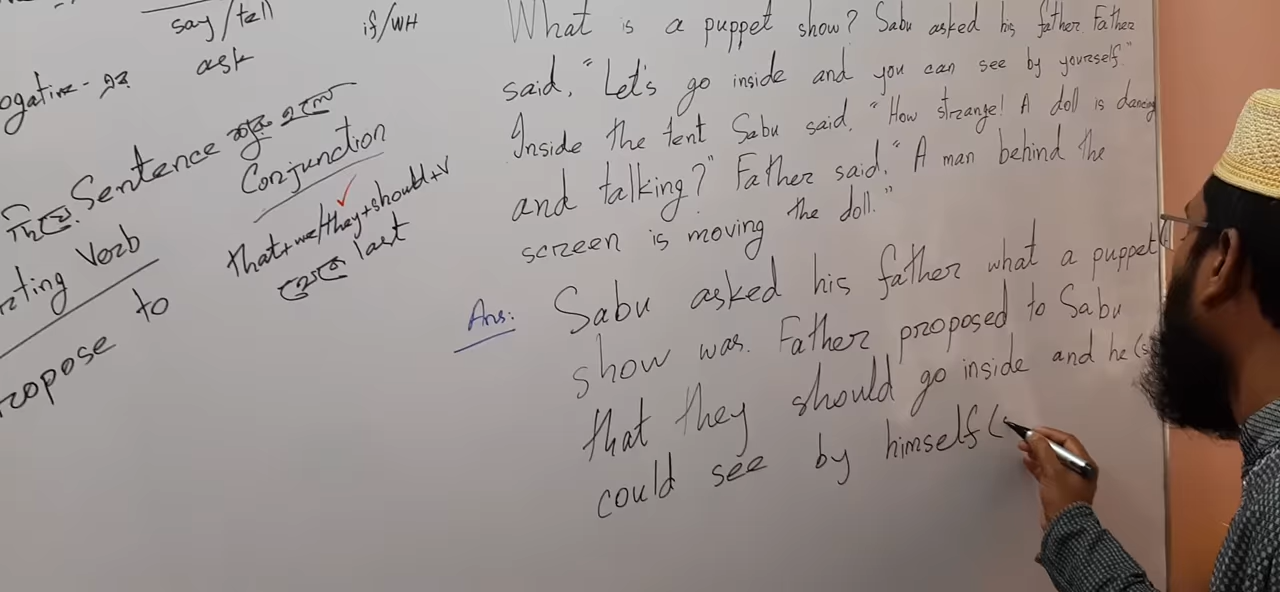 say/tell
if/WH
ask
ogative -
Sentence
Conjunction
that+we/they+should+V
last
rting Verb
ropose to
What is a puppet show? Sabu asked his father. Father
said, "Let's go inside and you can see by yourself."
Inside the tent Sabu said, "How strange! A doll is dancing
and talking?" Father said, "A man behind the
screen is moving the doll."
Ans: Sabu asked his father what a puppet
show was. Father proposed to Sabu
that they should go inside and he (s
could see by himself (